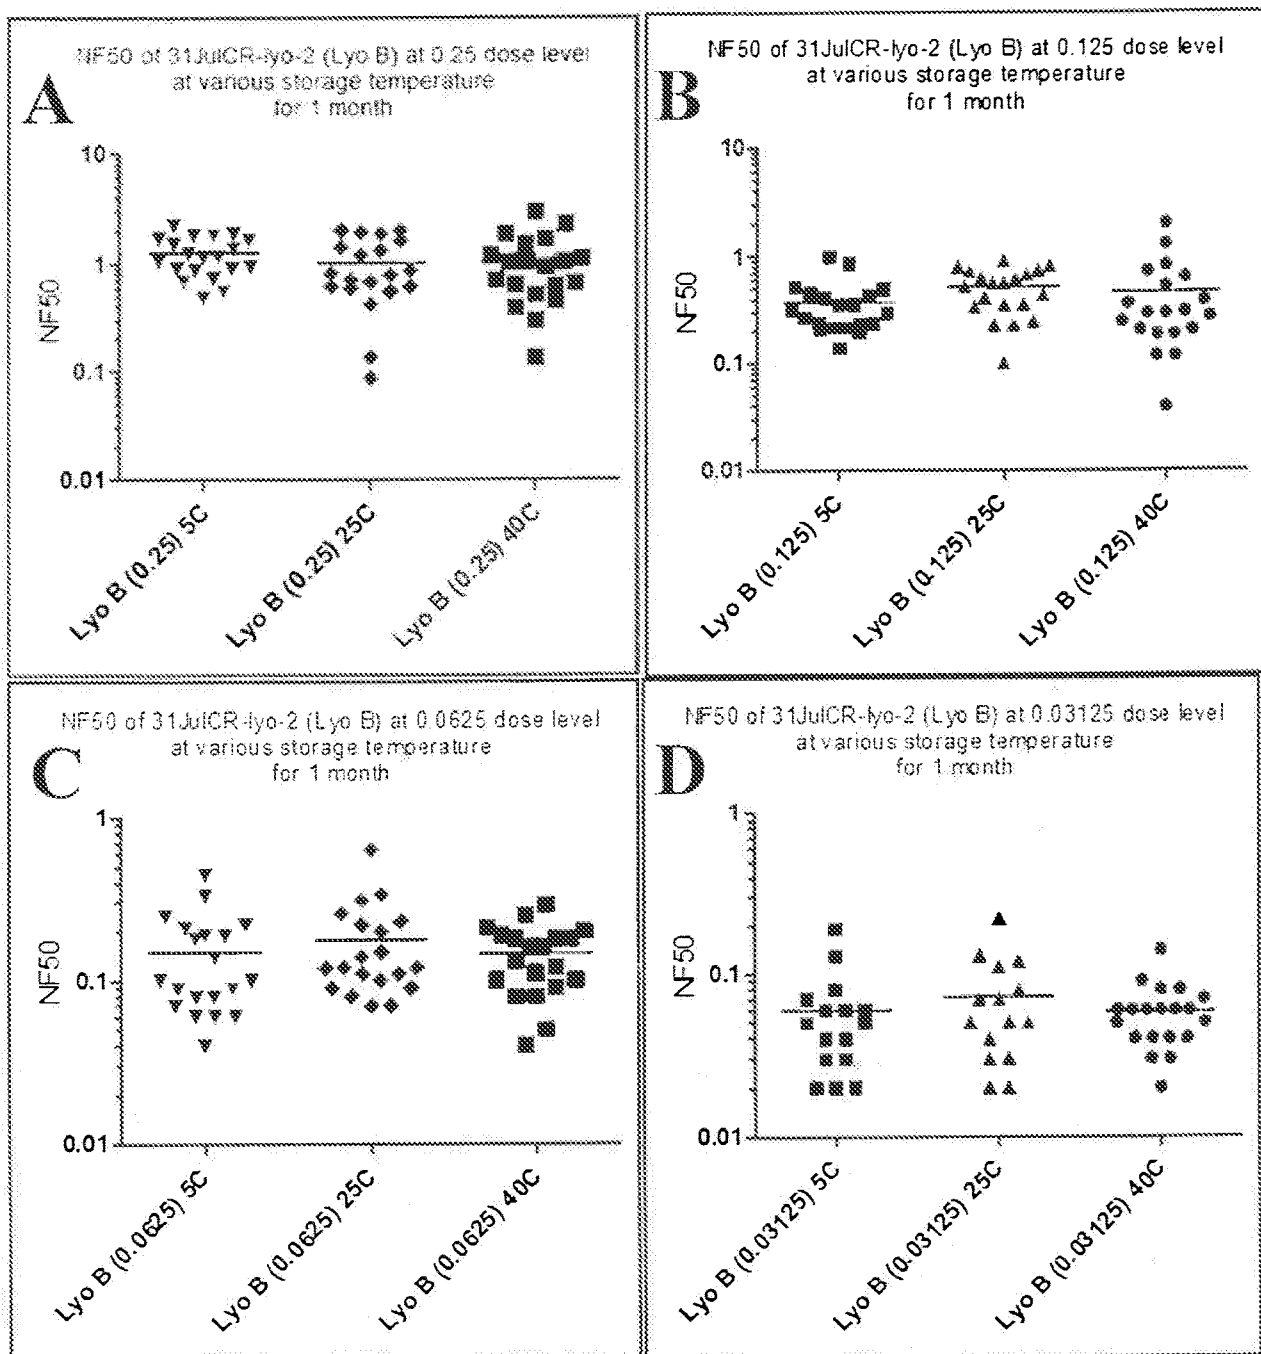 A
NF50 of 31JulCR-lyo-2 (Lyo B) at 0.25 dose level
at various storage temperature
for 1 month
10
1
0.1
0.01
NF50
Lyo B (0.25) 5C
Lyo B (0.25) 25C
Lyo B (0.25) 40C
B
NF50 of 31JulCR-lyo-2 (Lyo B) at 0.125 dose level
at various storage temperature
for 1 month
10
1
0.1
0.01
NF50
Lyo B (0.125) 5C
Lyo B (0.125) 25C
Lyo B (0.125) 40C
C
NF50 of 31JulCR-lyo-2 (Lyo B) at 0.0625 dose level
at various storage temperature
for 1 month
1
0.1
0.01
NF50
Lyo B (0.0625) 5C
Lyo B (0.0625) 25C
Lyo B (0.0625) 40C
D
NF50 of 31JulCR-lyo-2 (Lyo B) at 0.03125 dose level
at various storage temperature
for 1 month
1
0.1
0.01
NF50
Lyo B (0.03125) 5C
Lyo B (0.03125) 25C
Lyo B (0.03125) 40C